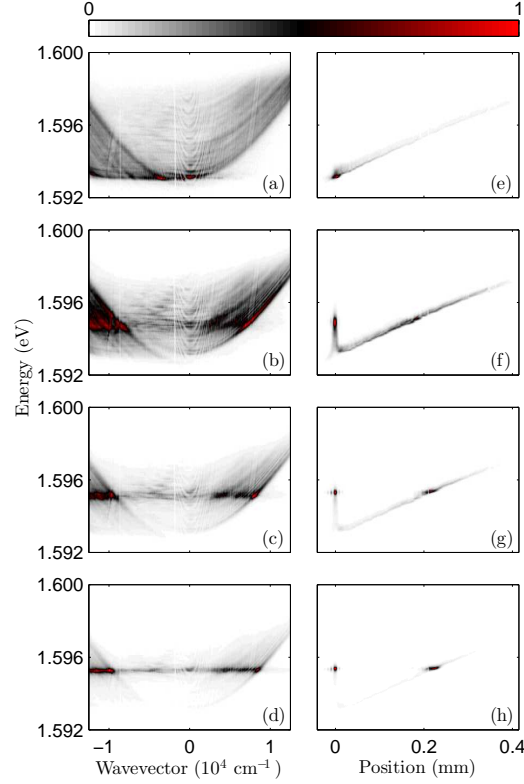 0 1
1.600
1.596
1.592
(a) (e)
1.600
1.596
1.592
(b) (f)
Energy (eV)
1.600
1.596
1.592
(c) (g)
1.600
1.596
1.592
(d) (h)
−1 0 1 0 0.2 0.4
Wavevector (10⁴ cm⁻¹) Position (mm)